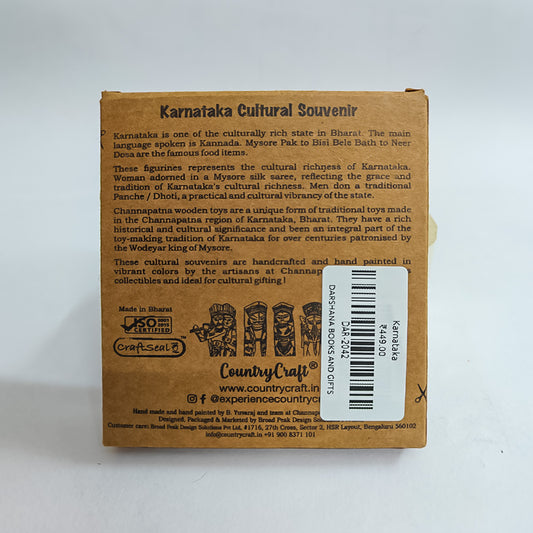 Karnataka Cultural Souvenir
Karnataka is one of the culturally rich state in Bharat. The main
language spoken is Kannada. Mysore Pak to Bisi Bele Bath to Neer
Dosa are the famous food items.
These figurines represents the cultural richness of Karnataka.
Woman adorned in a Mysore silk saree, reflecting the grace and
tradition of Karnataka's cultural richness. Men don a traditional
Panche / Dhoti, a practical and cultural vibrancy of the state.
Channapatna wooden toys are a unique form of traditional toys made
in the Channapatna region of Karnataka, Bharat. They have a rich
historical and cultural significance and been an integral part of the
toy-making tradition of Karnataka for over centuries patronised by
the Wodeyar king of Mysore.
These cultural souvenirs are handcrafted and hand painted in
vibrant colors by the artisans at Channap
collectibles and ideal for cultural gifting!
Made in Bharat
ISO 9001 2015
CERTIFIED
CraftSeal TM
CountryCraft®
www.countrycraft.in
@experiencecountrycr
Hand made and hand painted by B. Yuvaraj and team at Channap
Designed, Packaged & Marketed by Broad Peak Design Solu
Customer care: Broad Peak Design Solutions Pvt Ltd, #1716, 27th Cross, Sector 2, HSR Layout, Bengaluru 560102
info@countrycraft.in +91 900 8371 101
Karnataka
₹449.00
DAR-2042
DARSHANA BOOKS AND GIFTS